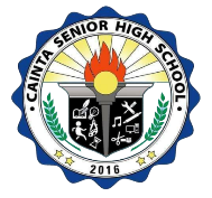 · CAINTA SENIOR HIGH SCHOOL ·
2016